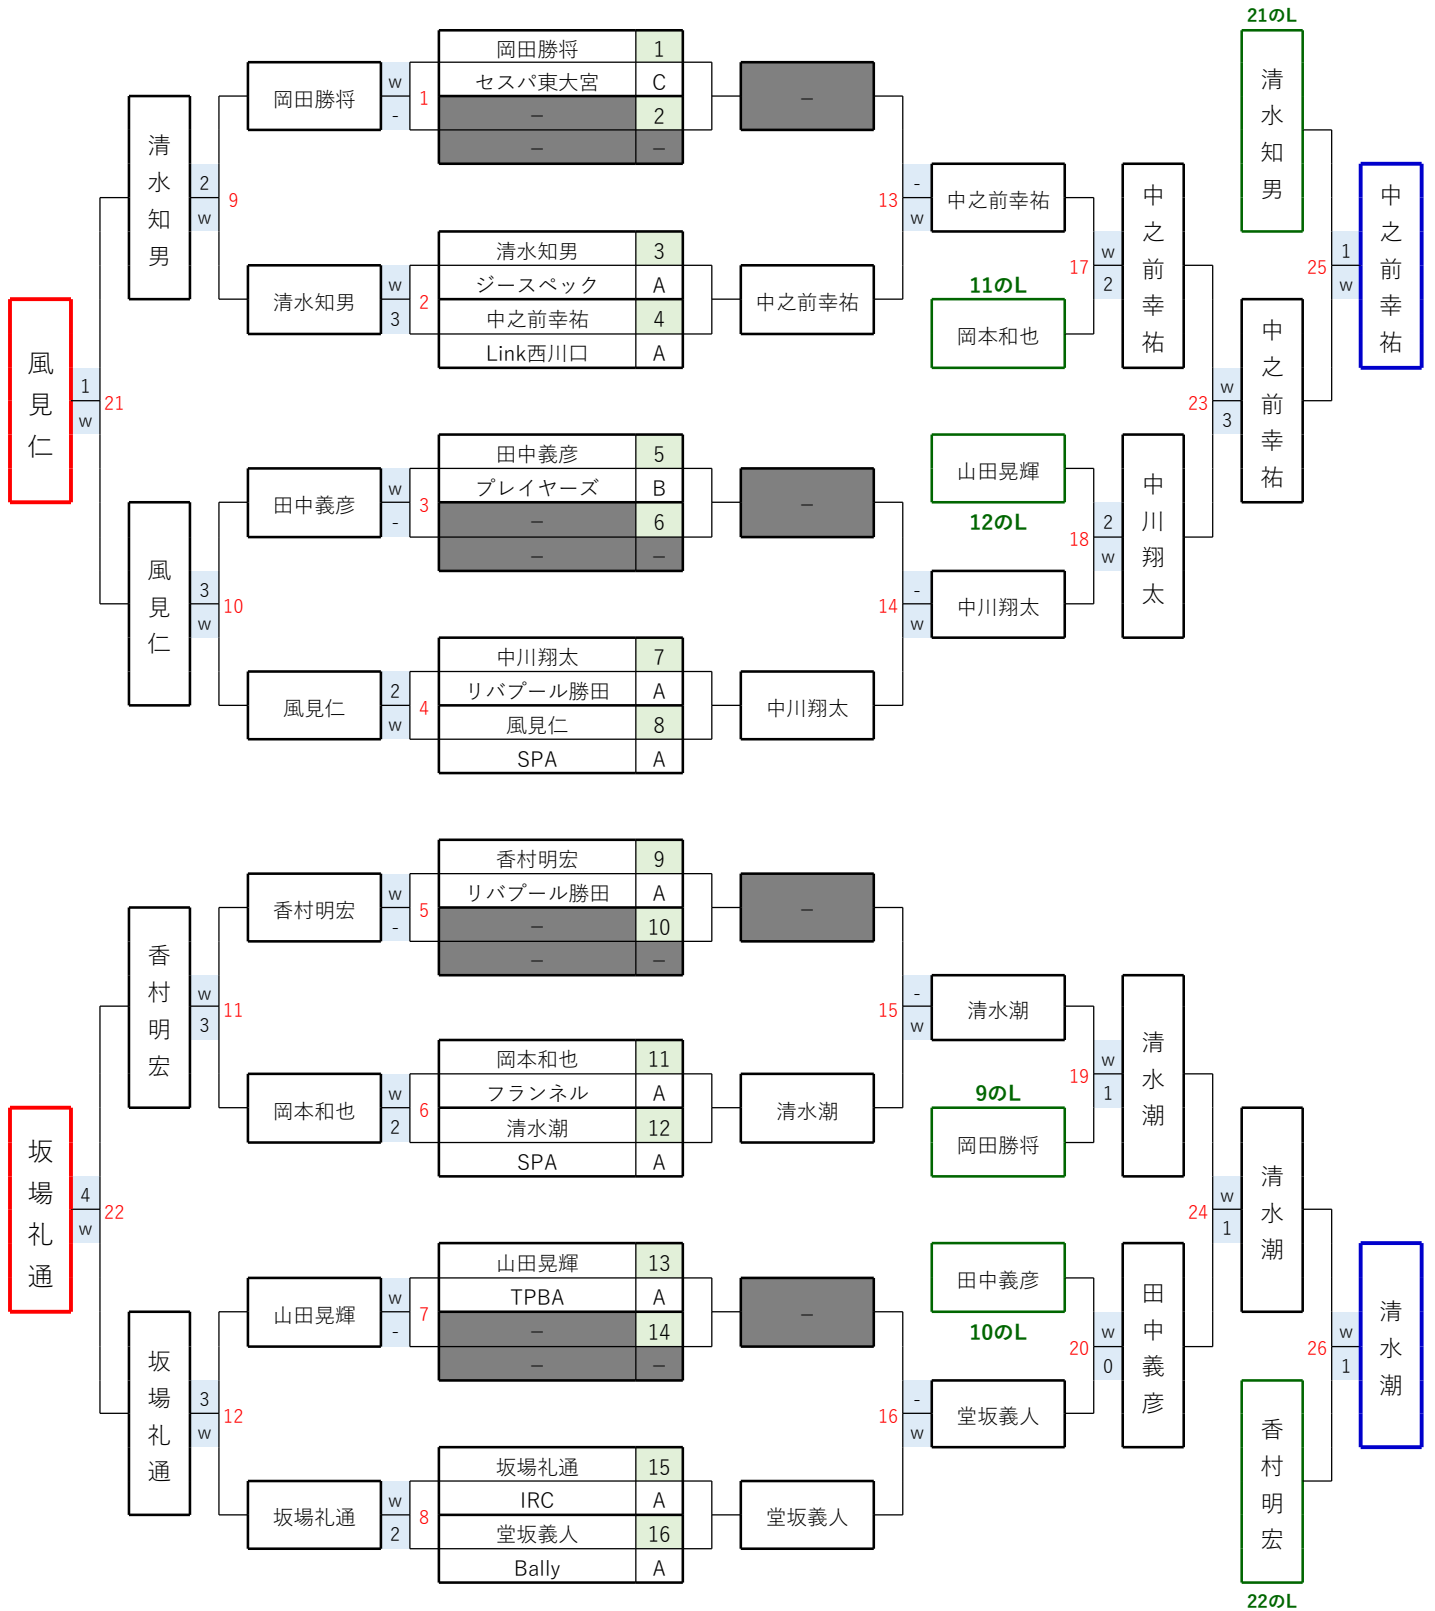 21のL
岡田勝将 1
セスパ東大宮 C
– 2
– –
岡田勝将
w
-
1
–
清水知男
清水知男
2
w
9
-
w
13
中之前幸祐
中之前幸祐
中之前幸祐
清水知男 3
ジースペック A
中之前幸祐 4
Link西川口 A
清水知男
w
3
2
中之前幸祐
11のL
岡本和也
w
2
17
1
w
25
風見仁
1
w
21
中之前幸祐
w
3
23
田中義彦 5
プレイヤーズ B
– 6
– –
田中義彦
w
-
3
–
山田晃輝
12のL
2
w
18
中川翔太
風見仁
3
w
10
-
w
14
中川翔太
中川翔太 7
リバプール勝田 A
風見仁 8
SPA A
風見仁
2
w
4
中川翔太
香村明宏 9
リバプール勝田 A
– 10
– –
香村明宏
w
-
5
–
香村明宏
w
3
11
-
w
15
清水潮
清水潮
岡本和也 11
フランネル A
清水潮 12
SPA A
岡本和也
w
2
6
清水潮
9のL
岡田勝将
w
1
19
坂場礼通
4
w
22
清水潮
w
1
24
山田晃輝 13
TPBA A
– 14
– –
山田晃輝
w
-
7
–
田中義彦
10のL
w
0
20
田中義彦
清水潮
w
1
26
坂場礼通
3
w
12
-
w
16
堂坂義人
香村明宏
坂場礼通 15
IRC A
堂坂義人 16
Bally A
坂場礼通
w
2
8
堂坂義人
22のL